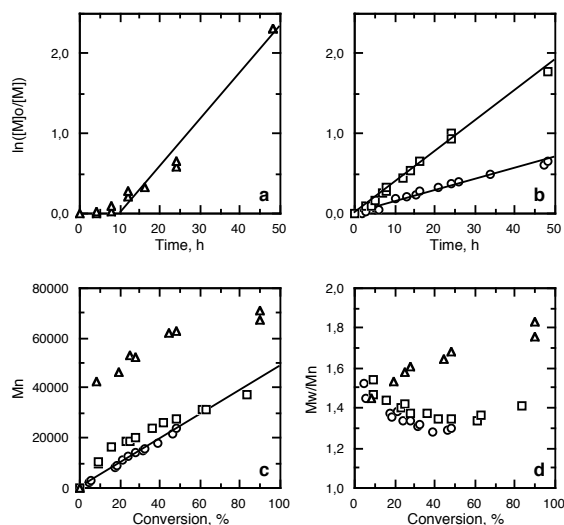 ln([M]o/[M])
2,0
1,0
0,0
0 10 20 30 40 50
Time, h
a
2,0
1,0
0,0
0 10 20 30 40 50
Time, h
b
Mn
80000
60000
40000
20000
0
0 20 40 60 80 100
Conversion, %
c
Mw/Mn
2,0
1,8
1,6
1,4
1,2
1,0
0 20 40 60 80 100
Conversion, %
d